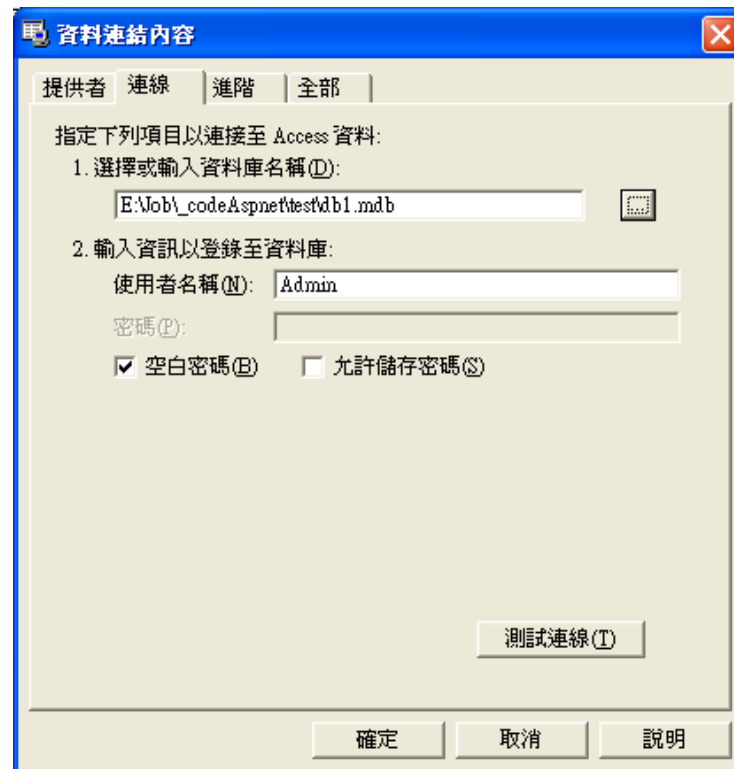 資料連結內容
提供者 連線 進階 全部
指定下列項目以連接至 Access 資料:
1. 選擇或輸入資料庫名稱(D):
E:\Job\_codeAspnet\test\db1.mdb
...
2. 輸入資訊以登錄至資料庫:
使用者名稱(N): Admin
密碼(P):
空白密碼(B) 允許儲存密碼(S)
測試連線(T)
確定 取消 說明